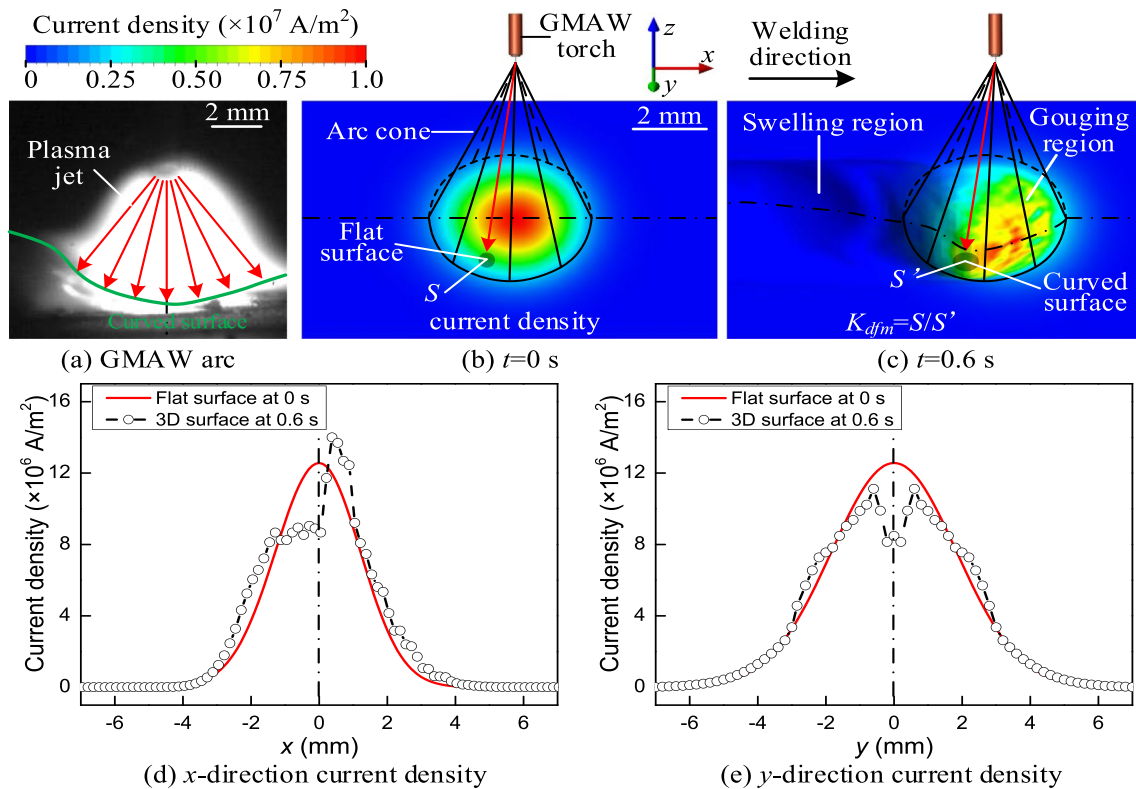 Current density (×10⁷ A/m²)
0 0.25 0.50 0.75 1.0
GMAW
torch
z
x
y
Welding
direction
2 mm
Plasma
jet
Curved surface
Arc cone
2 mm
Flat
surface
S
current density
Swelling region
Gouging
region
S’
Curved
surface
K_dfm=S/S’
(a) GMAW arc
(b) t=0 s
(c) t=0.6 s
Flat surface at 0 s
3D surface at 0.6 s
Current density (×10⁶ A/m²)
16
12
8
4
0
-6 -4 -2 0 2 4 6
x (mm)
(d) x-direction current density
Flat surface at 0 s
3D surface at 0.6 s
Current density (×10⁶ A/m²)
16
12
8
4
0
-6 -4 -2 0 2 4 6
y (mm)
(e) y-direction current density